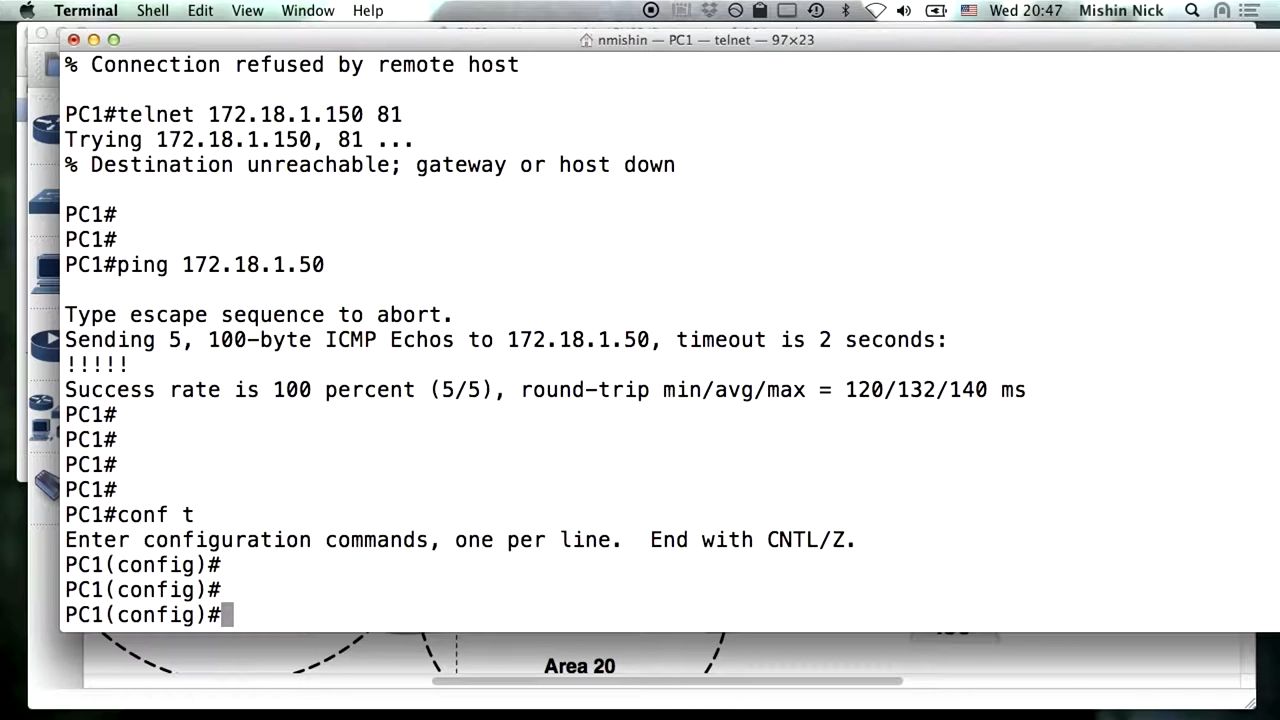 Terminal Shell Edit View Window Help Wed 20:47 Mishin Nick
nmishin — PC1 — telnet — 97×23
% Connection refused by remote host
PC1#telnet 172.18.1.150 81
Trying 172.18.1.150, 81 ...
% Destination unreachable; gateway or host down
PC1#
PC1#
PC1#ping 172.18.1.50
Type escape sequence to abort.
Sending 5, 100-byte ICMP Echos to 172.18.1.50, timeout is 2 seconds:
!!!!!
Success rate is 100 percent (5/5), round-trip min/avg/max = 120/132/140 ms
PC1#
PC1#
PC1#
PC1#
PC1#conf t
Enter configuration commands, one per line.  End with CNTL/Z.
PC1(config)#
PC1(config)#
PC1(config)#
Area 20